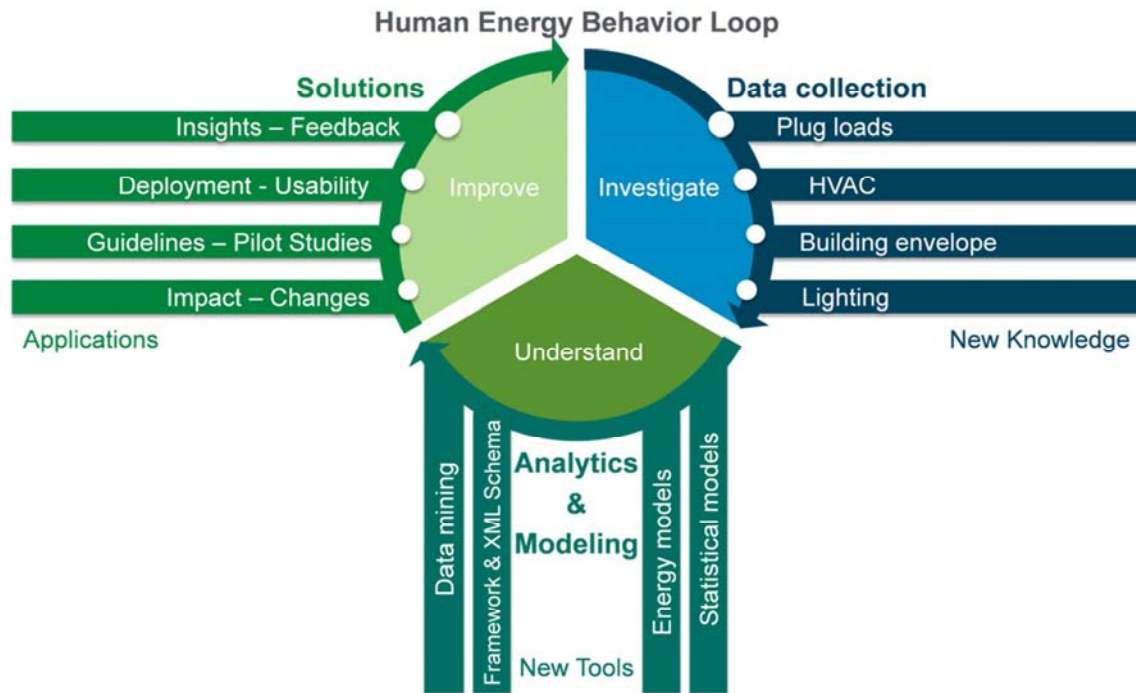 Human Energy Behavior Loop
Solutions
Insights – Feedback
Deployment - Usability
Guidelines – Pilot Studies
Impact – Changes
Applications
Improve
Investigate
Understand
Data collection
Plug loads
HVAC
Building envelope
Lighting
New Knowledge
Data mining
Framework & XML Schema
Analytics
&
Modeling
Energy models
Statistical models
New Tools